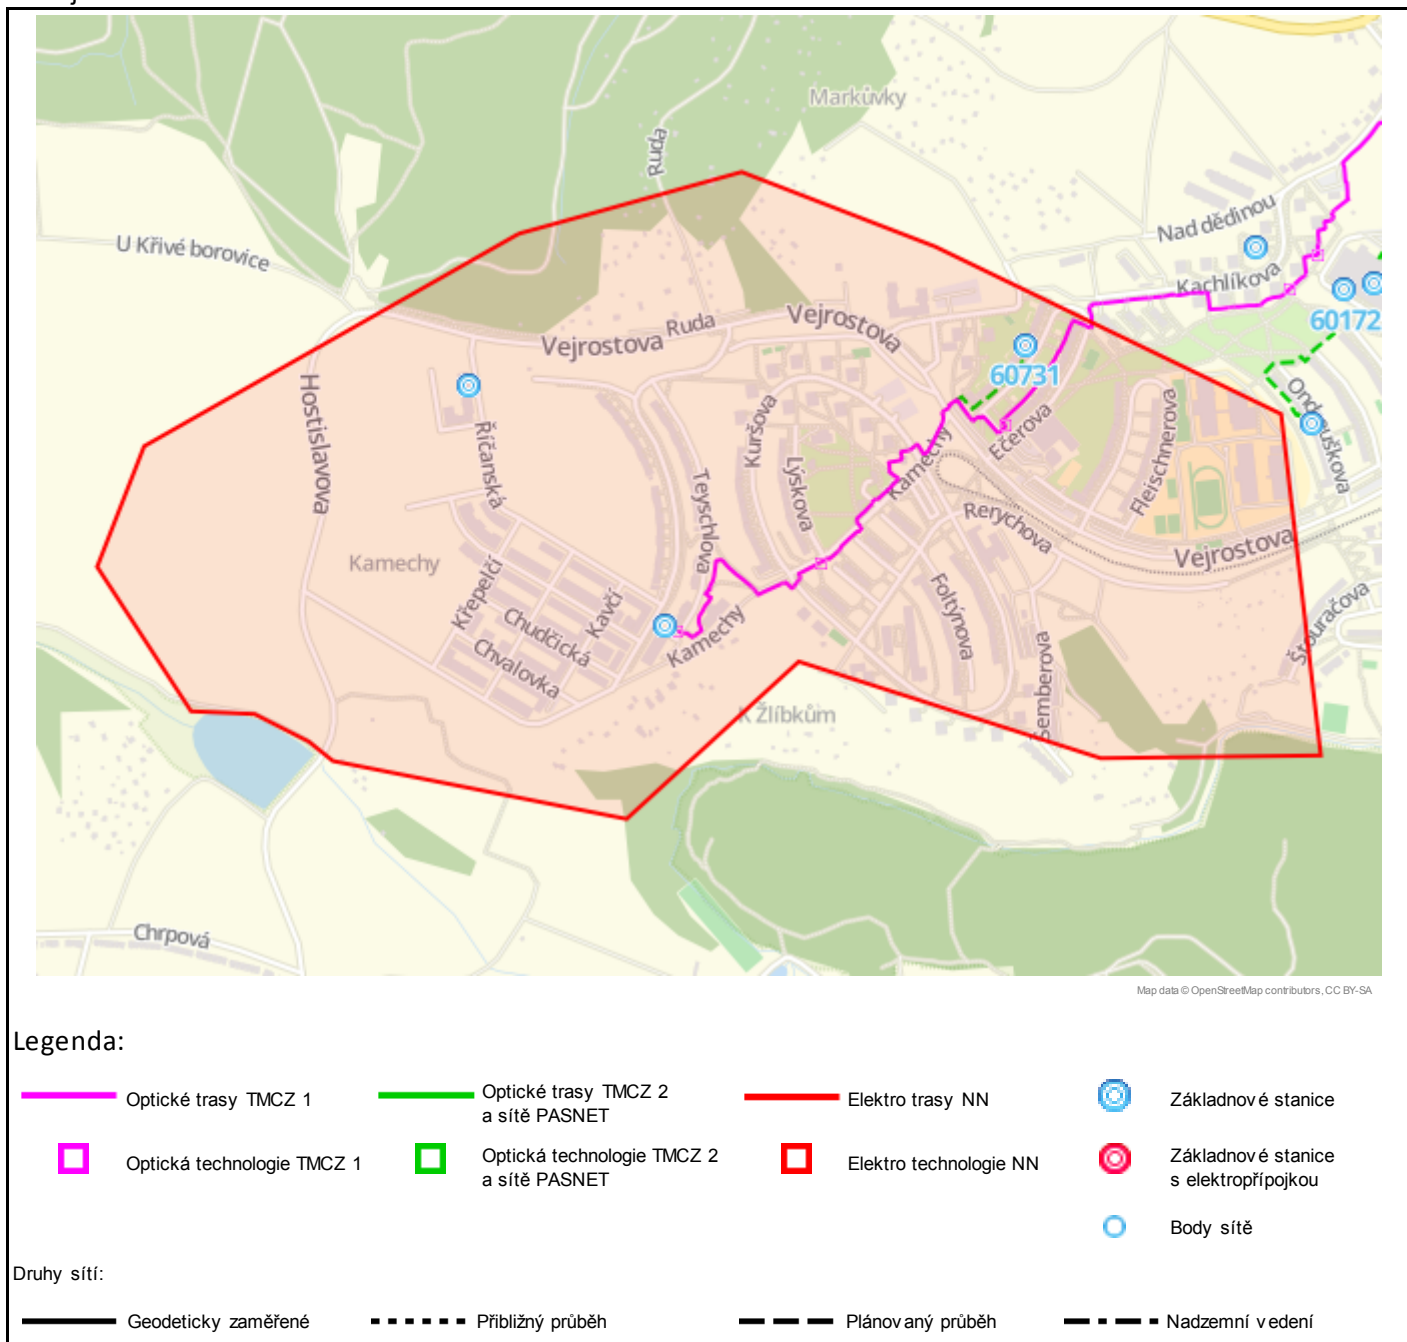 Markůvky
Ruda
Nad dědinou
U Křivé borovice
Kachlíkova
60172
Vejrostova
Ruda
Vejrostova
60731
Ondrouškova
Hostislavova
Říčanská
Kuršova
Lýskova
Teyschlova
Kamechy
Ečerova
Fleischnerova
Rerychova
Vejrostova
Kamechy
Křepelčí
Chudčická
Kavčí
Chvalovka
Kamechy
Foltýnova
Šemberova
Štouračova
K Žlíbkům
Chrpová
Map data © OpenStreetMap contributors, CC BY-SA
Legenda:
Optické trasy TMCZ 1
Optické trasy TMCZ 2
a sítě PASNET
Elektro trasy NN
Základnové stanice
Optická technologie TMCZ 1
Optická technologie TMCZ 2
a sítě PASNET
Elektro technologie NN
Základnové stanice
s elektropřípojkou
Body sítě
Druhy sítí:
Geodeticky zaměřené
Přibližný průběh
Plánovaný průběh
Nadzemní vedení